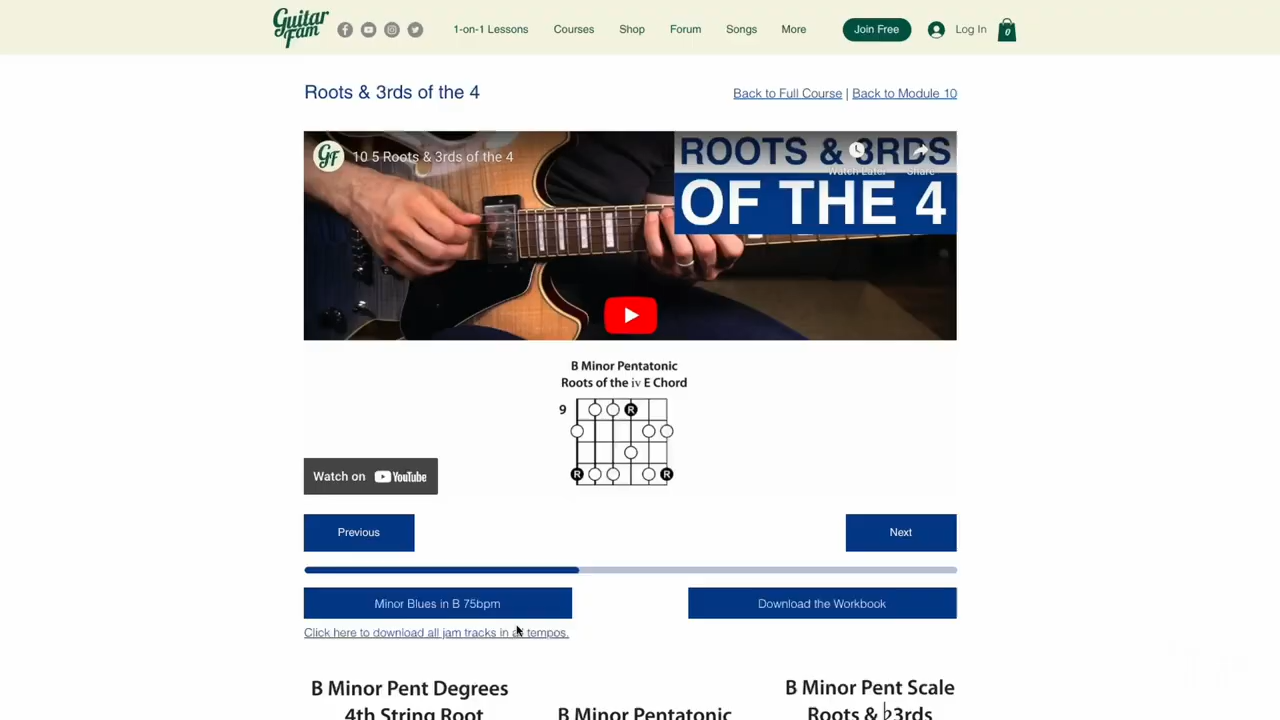 Guitar Fam
1-on-1 Lessons Courses Shop Forum Songs More Join Free Log In 0
Roots & 3rds of the 4
Back to Full Course | Back to Module 10
GF 10 5 Roots & 3rds of the 4
Watch Later Share
ROOTS & 3RDS
OF THE 4
B Minor Pentatonic
Roots of the iv E Chord
9 R
R R
Watch on YouTube
Previous Next
Minor Blues in B 75bpm Download the Workbook
Click here to download all jam tracks in all tempos.
B Minor Pent Degrees
4th String Root
B Minor Pentatonic
B Minor Pent Scale
Roots & ♭3rds